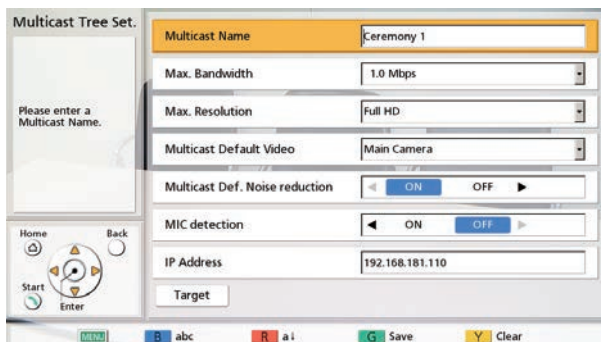 Multicast Tree Set.
Please enter a
Multicast Name.
Multicast Name Ceremony 1
Max. Bandwidth 1.0 Mbps
Max. Resolution Full HD
Multicast Default Video Main Camera
Multicast Def. Noise reduction ON OFF
MIC detection ON OFF
IP Address 192.168.181.110
Target
Home Back
Start
Enter
MENU B abc R a↓ G Save Y Clear